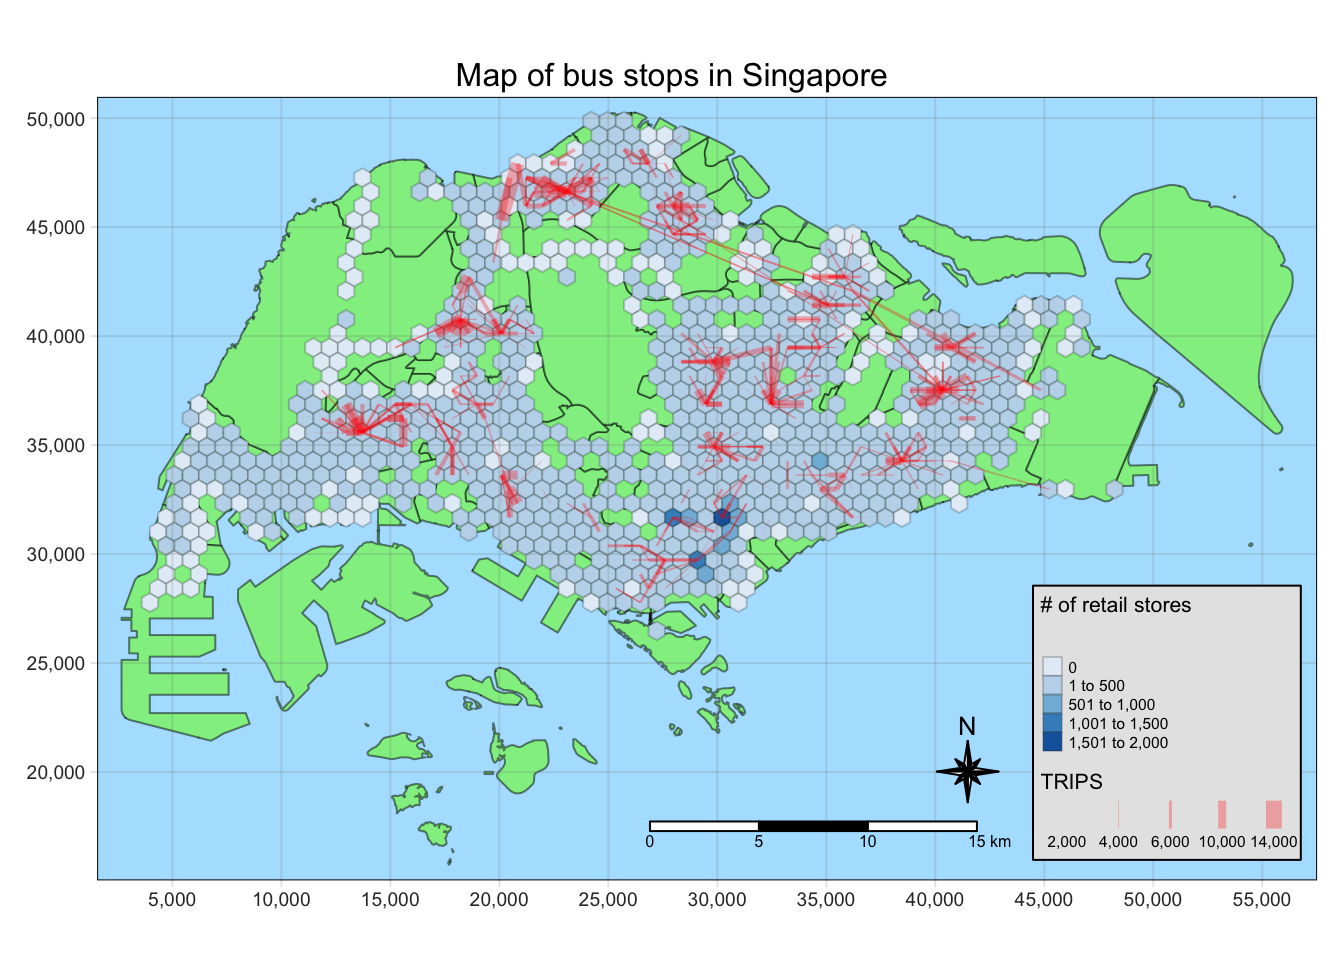 Map of bus stops in Singapore
50,000
45,000
40,000
35,000
30,000
25,000
20,000
# of retail stores
0
1 to 500
501 to 1,000
1,001 to 1,500
1,501 to 2,000
N
TRIPS
2,000 4,000 6,000 10,000 14,000
0 5 10 15 km
5,000 10,000 15,000 20,000 25,000 30,000 35,000 40,000 45,000 50,000 55,000